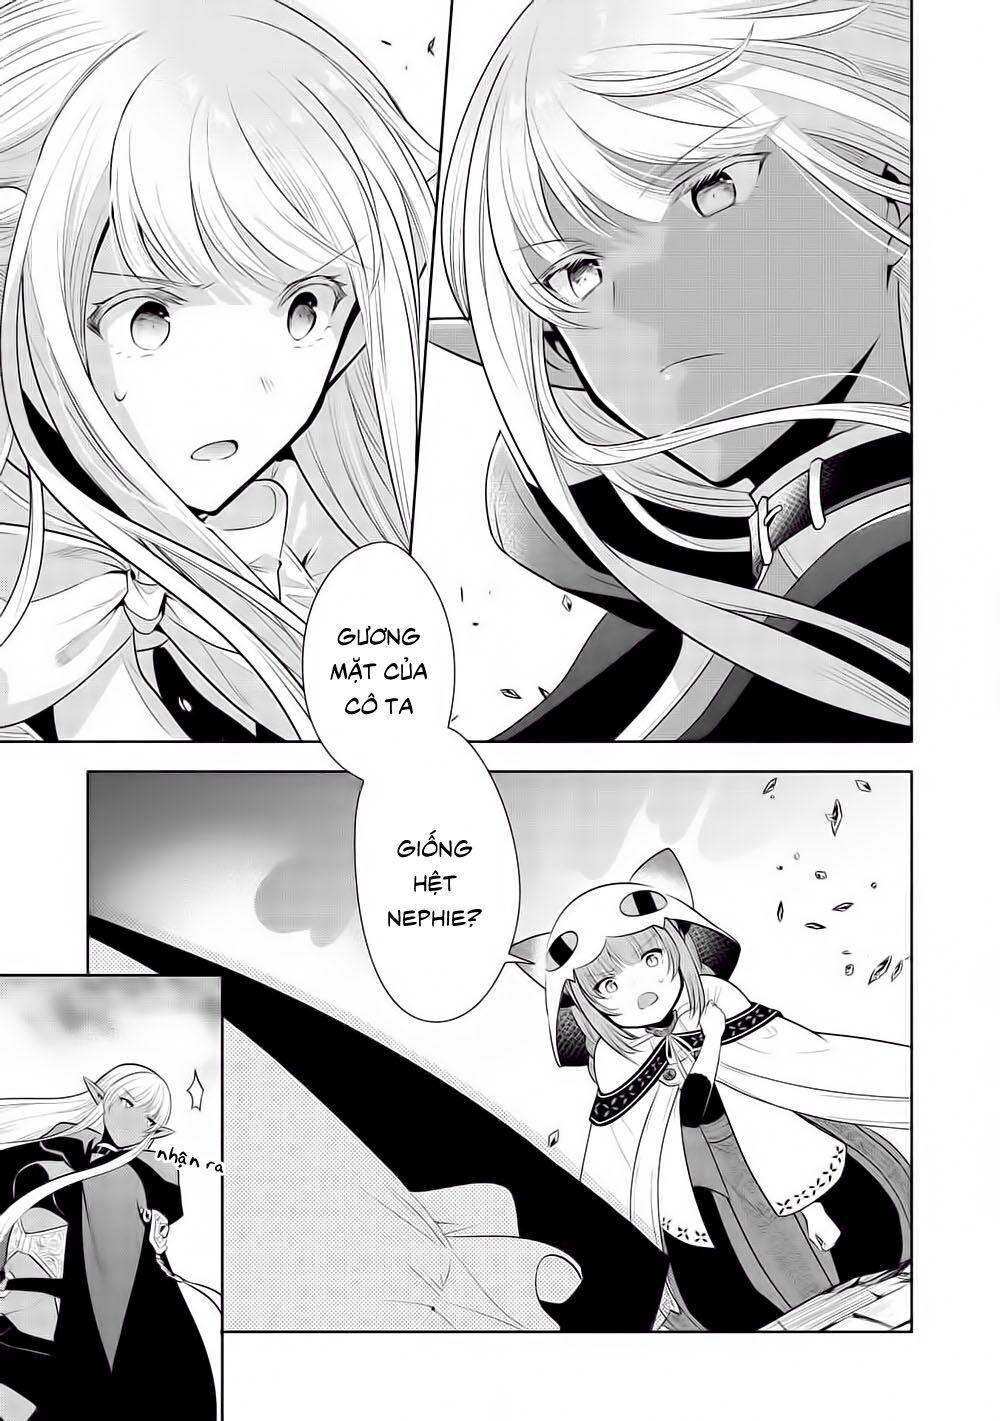 GƯƠNG
MẶT CỦA
CÔ TA
GIỐNG
HỆT
NEPHIE?
nhận ra